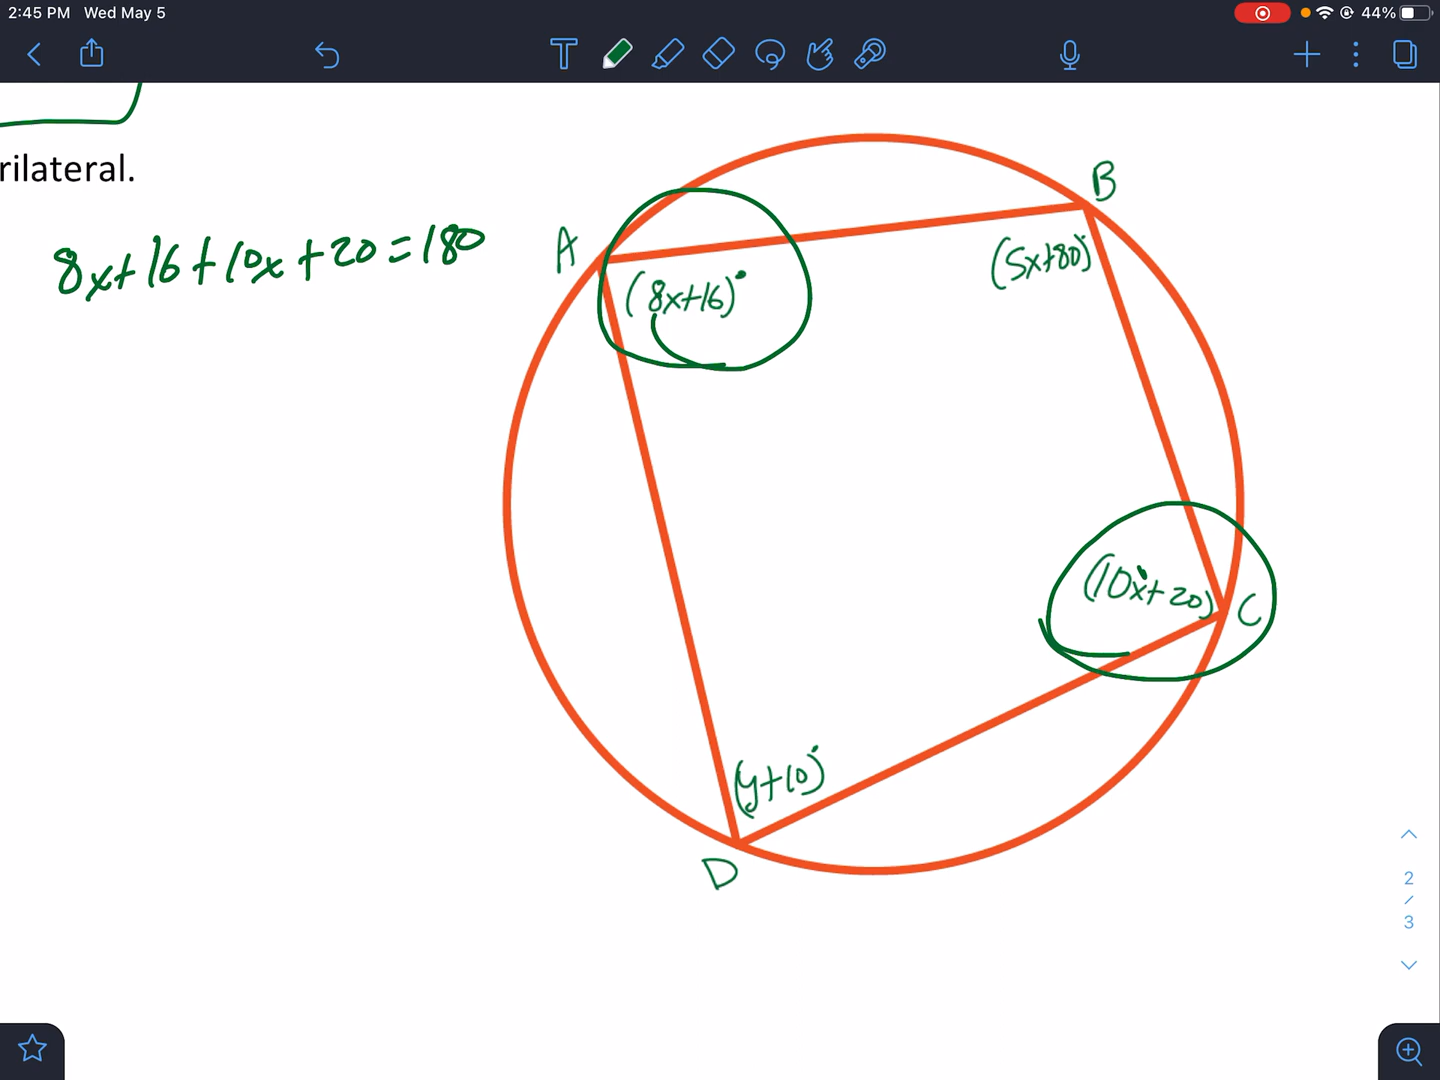 2:45 PM Wed May 5
44%
T
rilateral.
8x+16+10x+20=180
A
B
(8x+16)°
(5x+80)°
(10x+20)°
C
(y+10)°
D
2
/
3